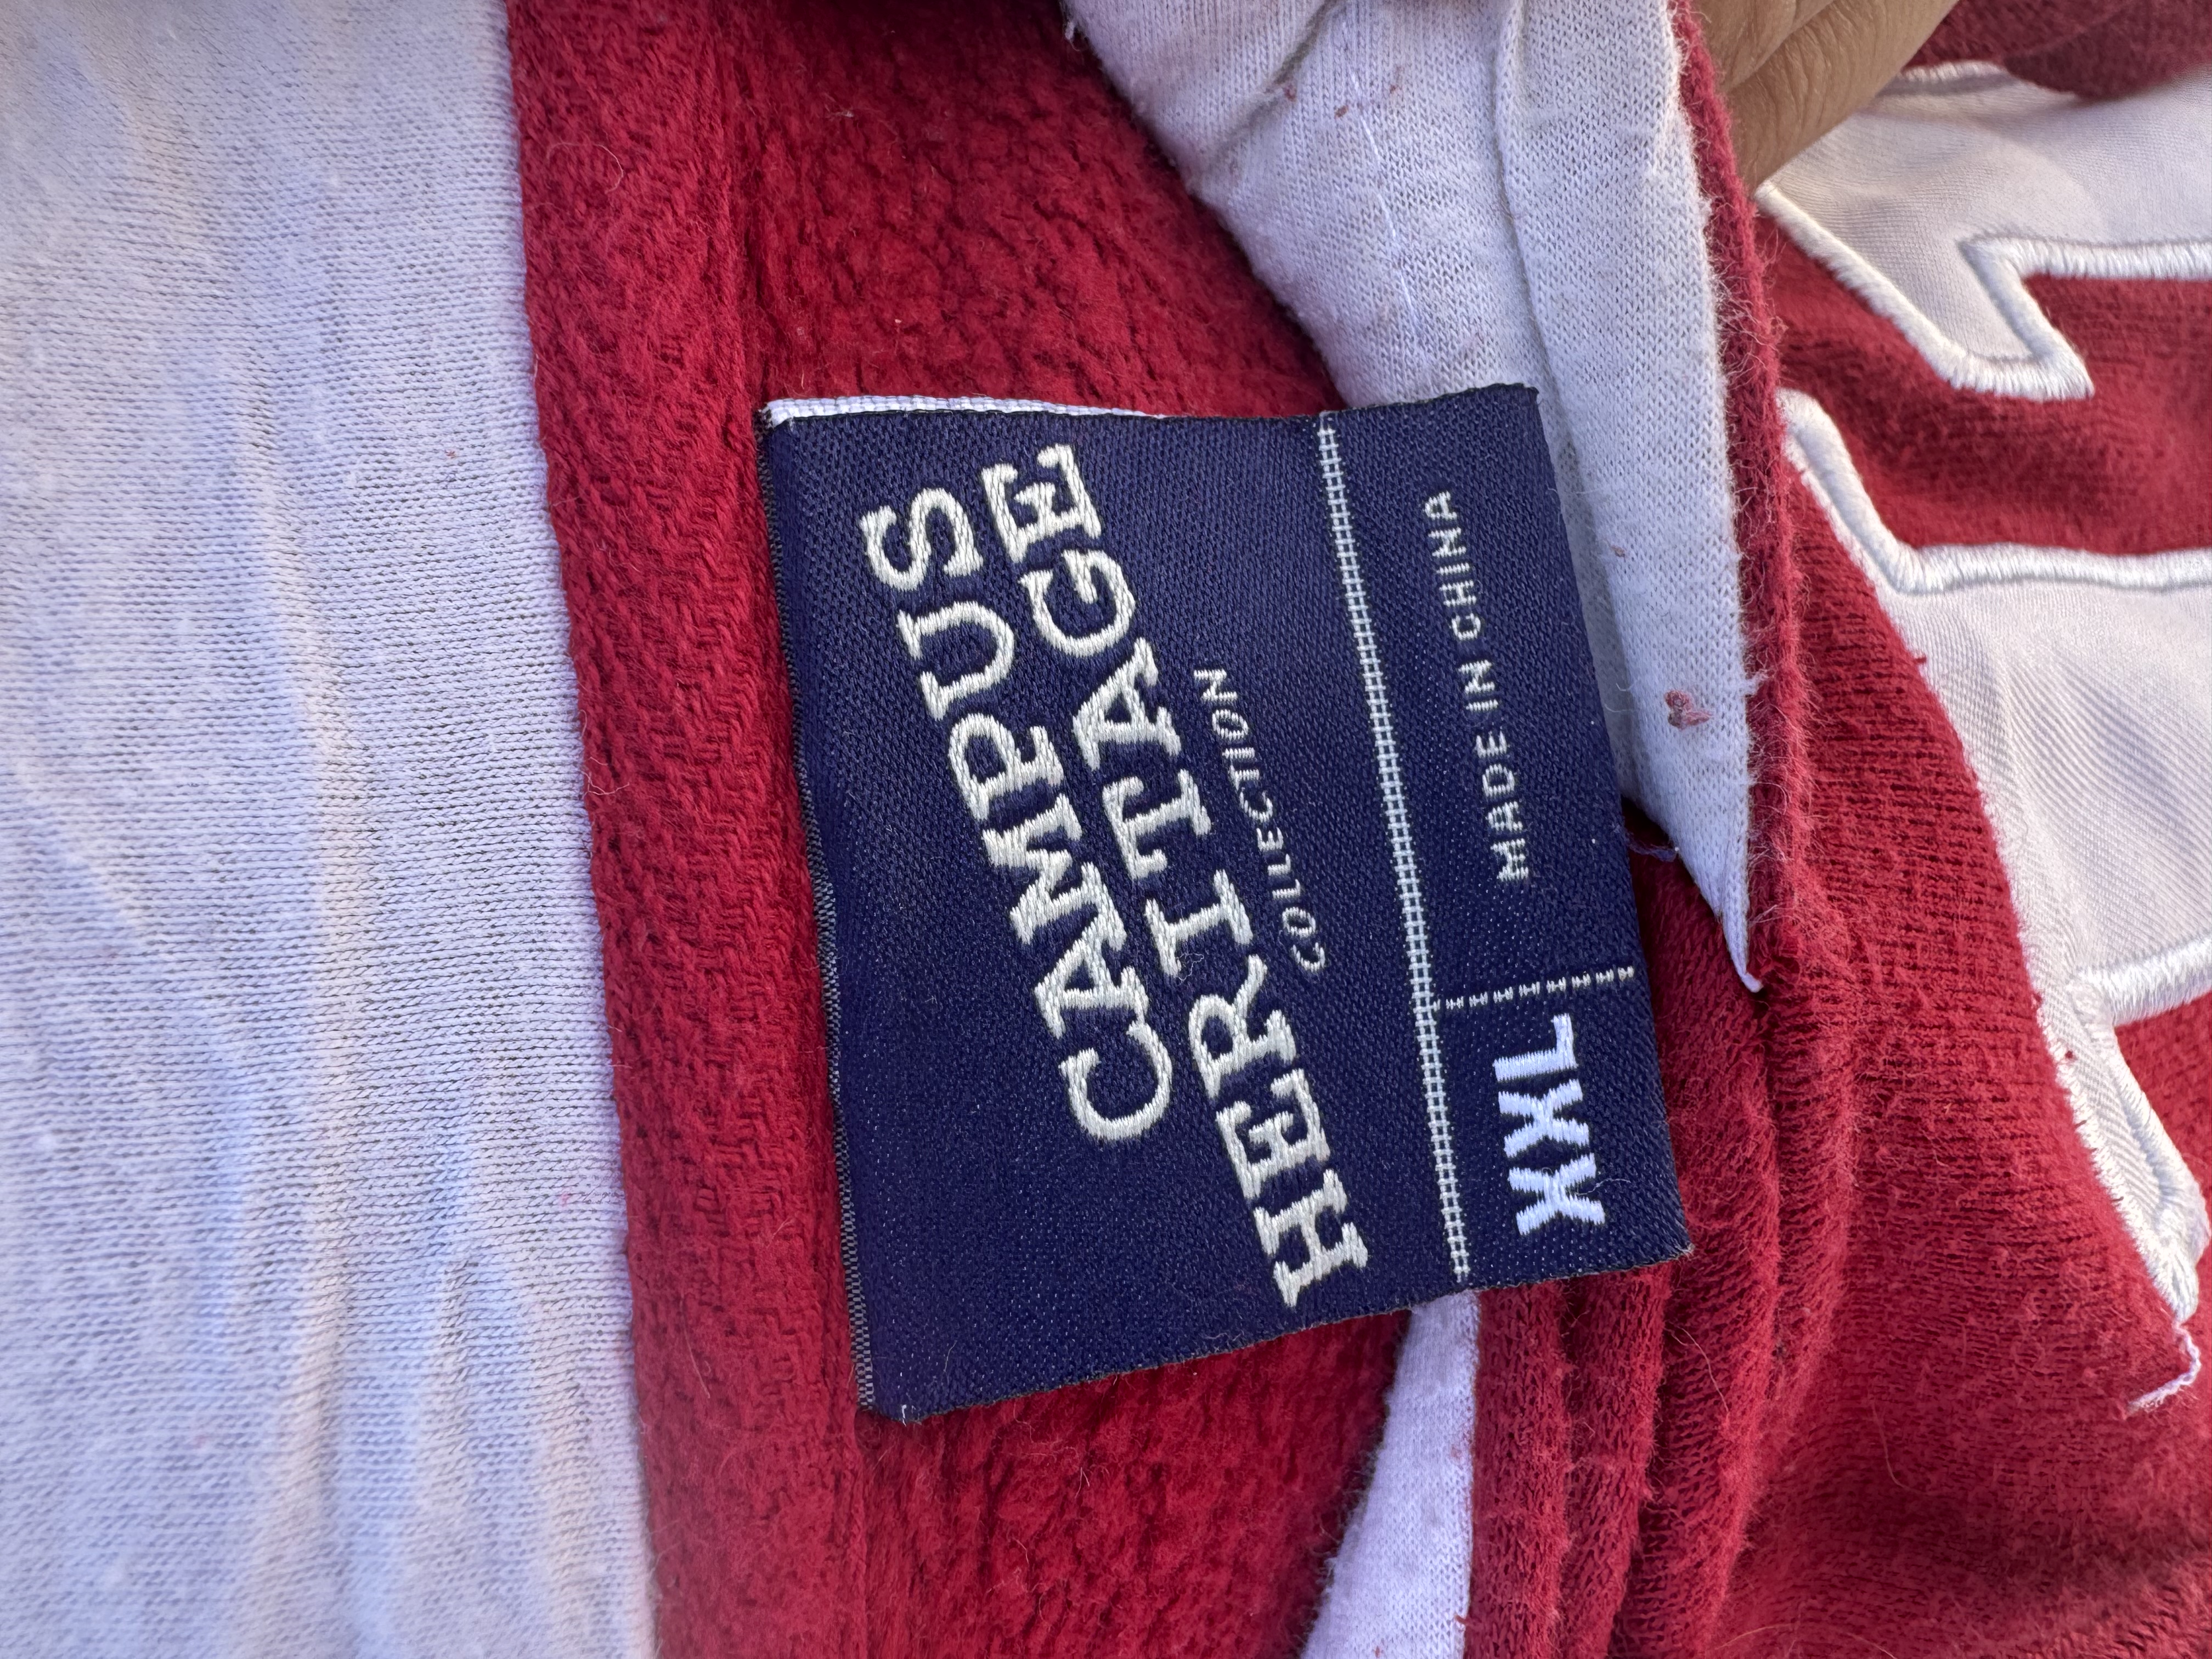 CAMPUS
HERITAGE
COLLECTION
XXL
MADE IN CHINA